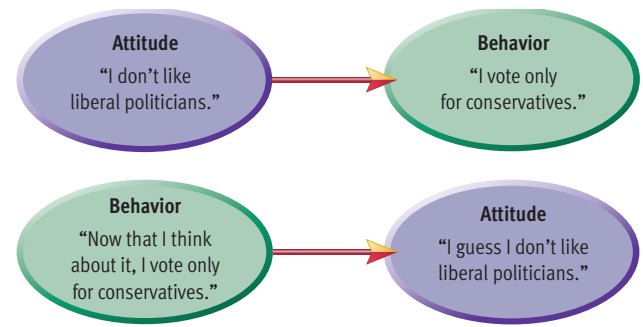 Attitude
“I don’t like
liberal politicians.”
Behavior
“I vote only
for conservatives.”
Behavior
“Now that I think
about it, I vote only
for conservatives.”
Attitude
“I guess I don’t like
liberal politicians.”